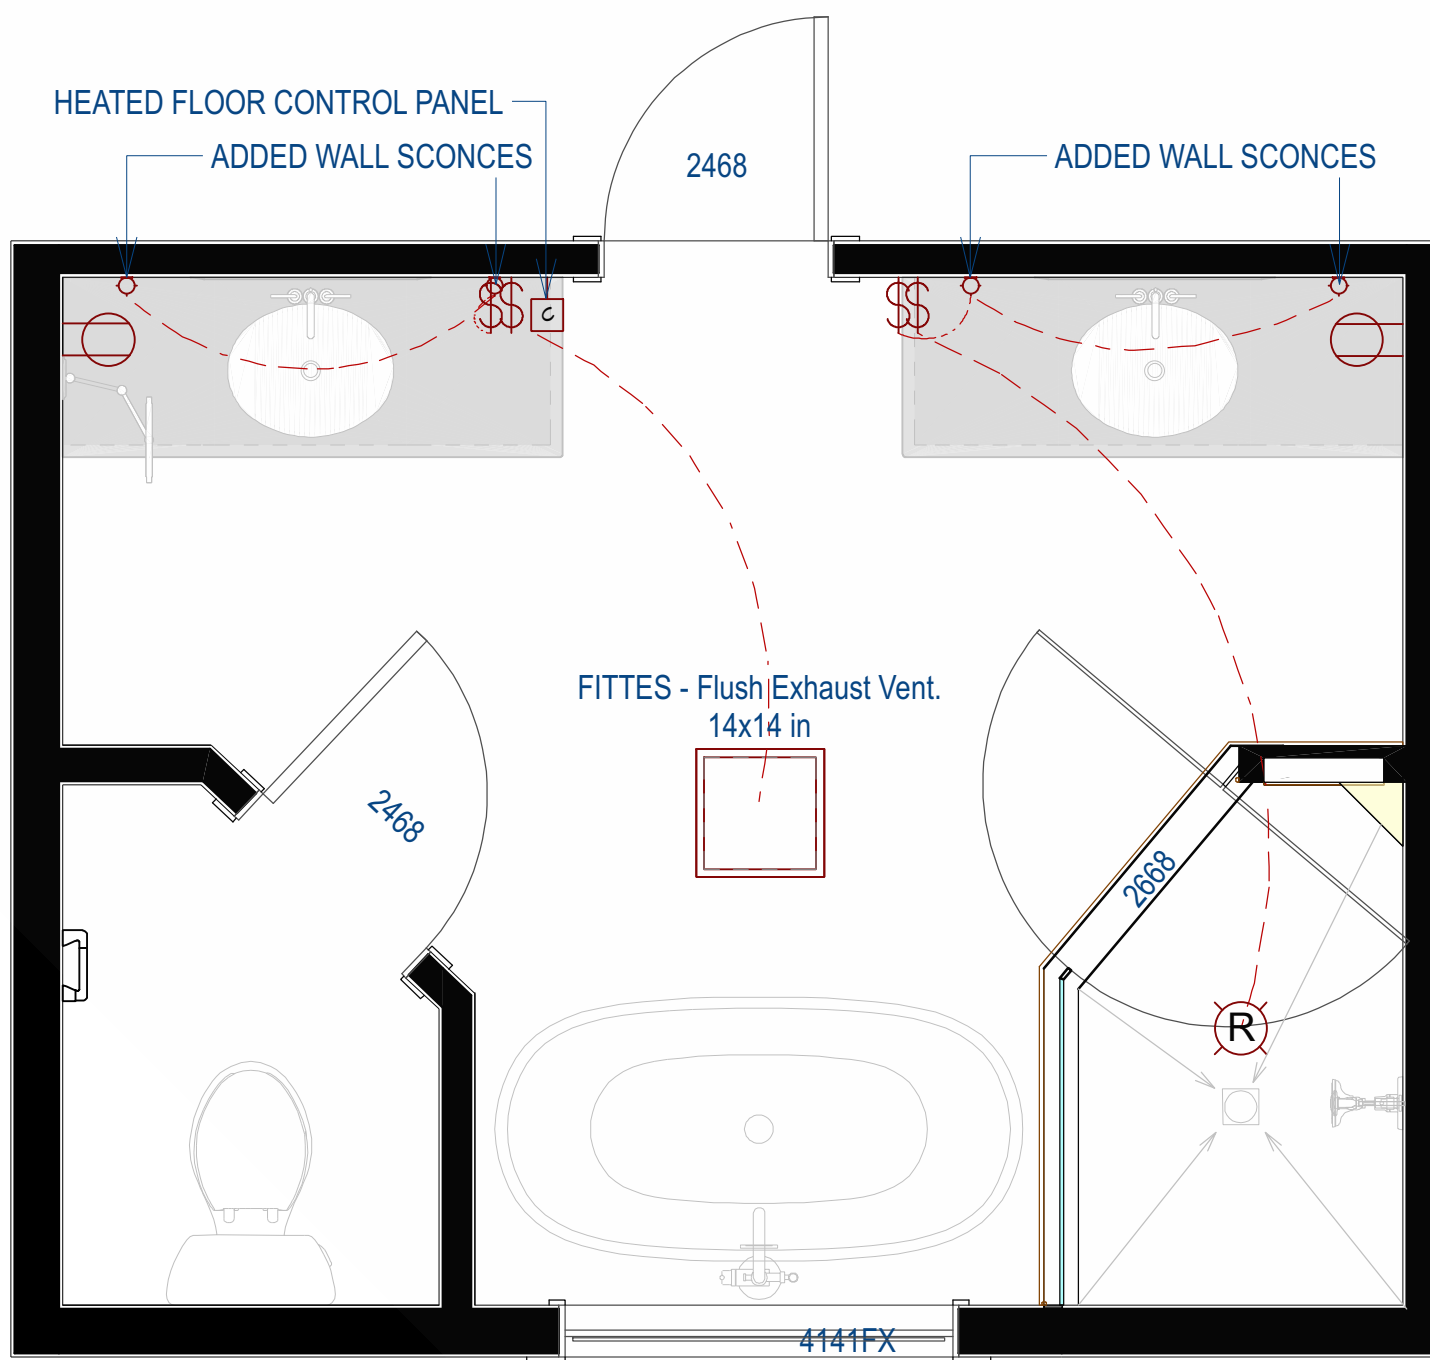 HEATED FLOOR CONTROL PANEL
ADDED WALL SCONCES
2468
ADDED WALL SCONCES
$$
C
$$
FITTES - Flush Exhaust Vent.
14x14 in
2468
2668
R
4141FX